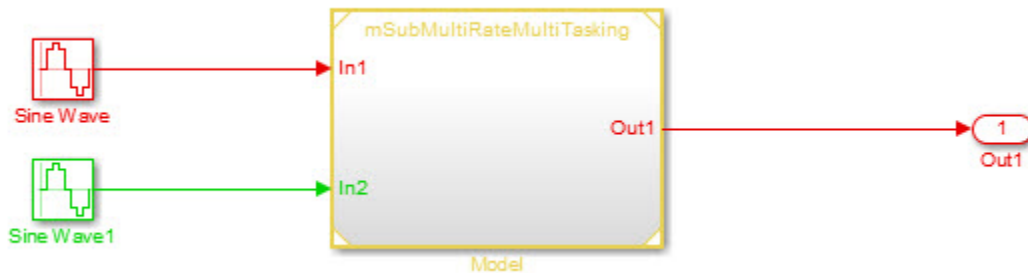 mSubMultiRateMultiTasking
In1
Sine Wave
Out1
1
Out1
In2
Sine Wave1
Model